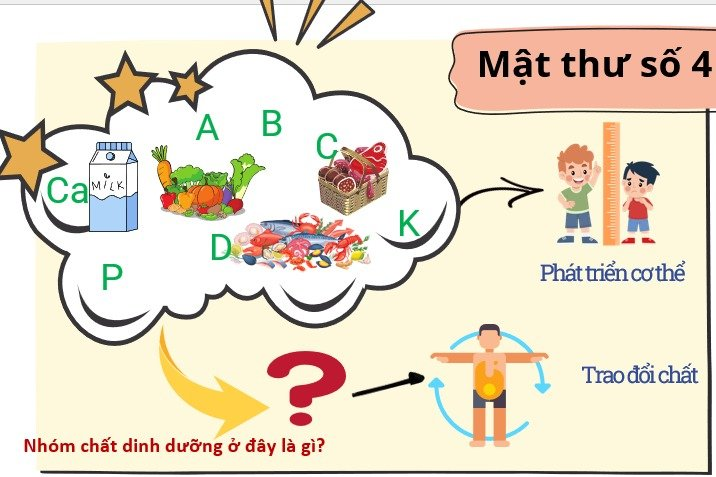 Mật thư số 4
A
B
C
Ca
MILK
D
K
P
Phát triển cơ thể
?
Trao đổi chất
Nhóm chất dinh dưỡng ở đây là gì?